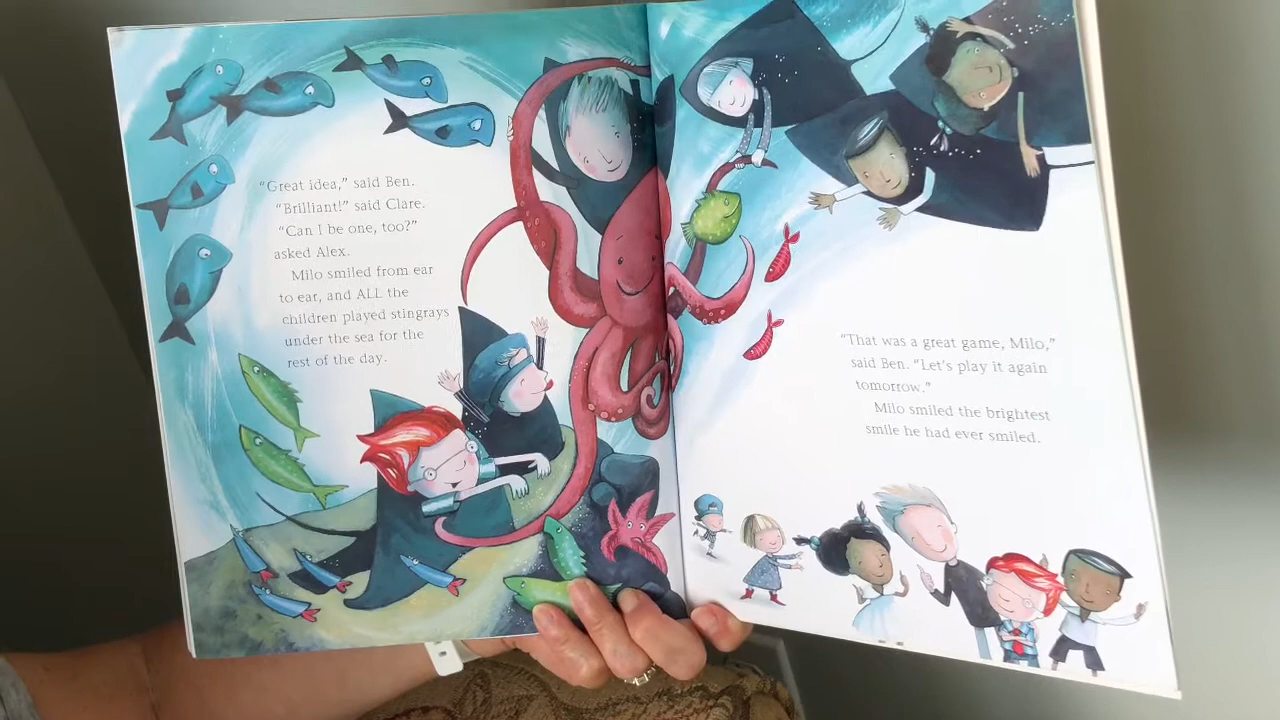 “Great idea,” said Ben.
“Brilliant!” said Clare.
“Can I be one, too?”
asked Alex.
Milo smiled from ear
to ear, and ALL the
children played stingrays
under the sea for the
rest of the day.
“That was a great game, Milo,”
said Ben. “Let’s play it again
tomorrow.”
Milo smiled the brightest
smile he had ever smiled.